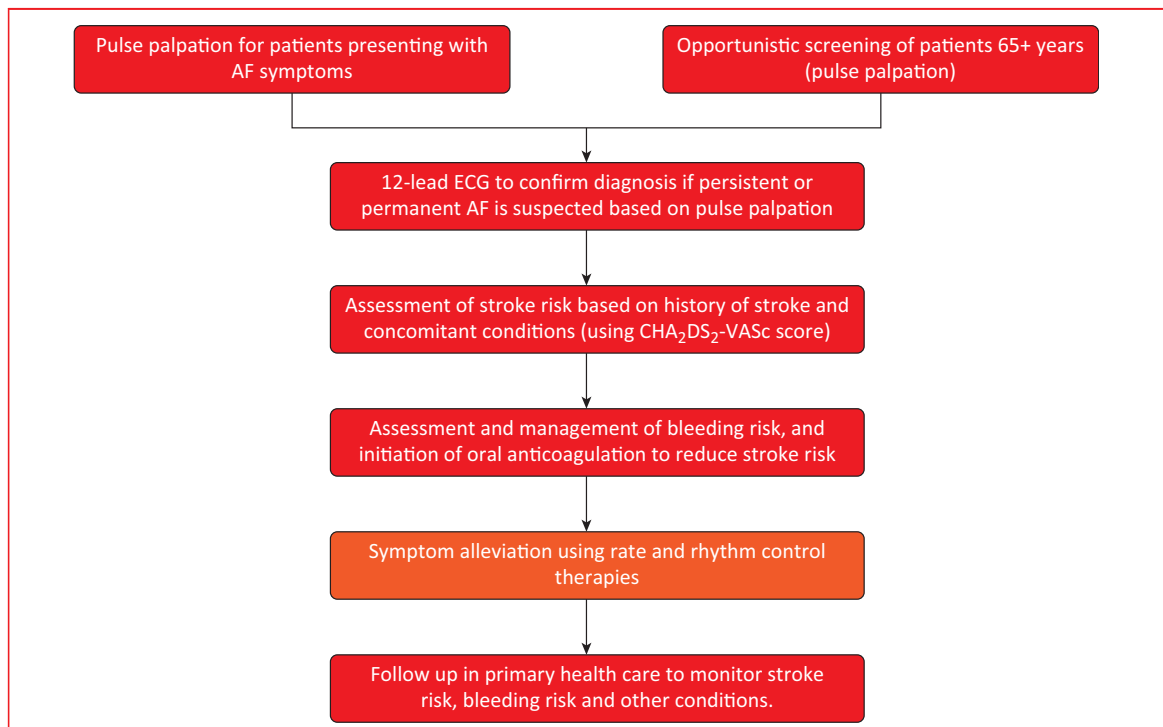 Pulse palpation for patients presenting with
AF symptoms
Opportunistic screening of patients 65+ years
(pulse palpation)
12-lead ECG to confirm diagnosis if persistent or
permanent AF is suspected based on pulse palpation
Assessment of stroke risk based on history of stroke and
concomitant conditions (using CHA₂DS₂-VASc score)
Assessment and management of bleeding risk, and
initiation of oral anticoagulation to reduce stroke risk
Symptom alleviation using rate and rhythm control
therapies
Follow up in primary health care to monitor stroke
risk, bleeding risk and other conditions.